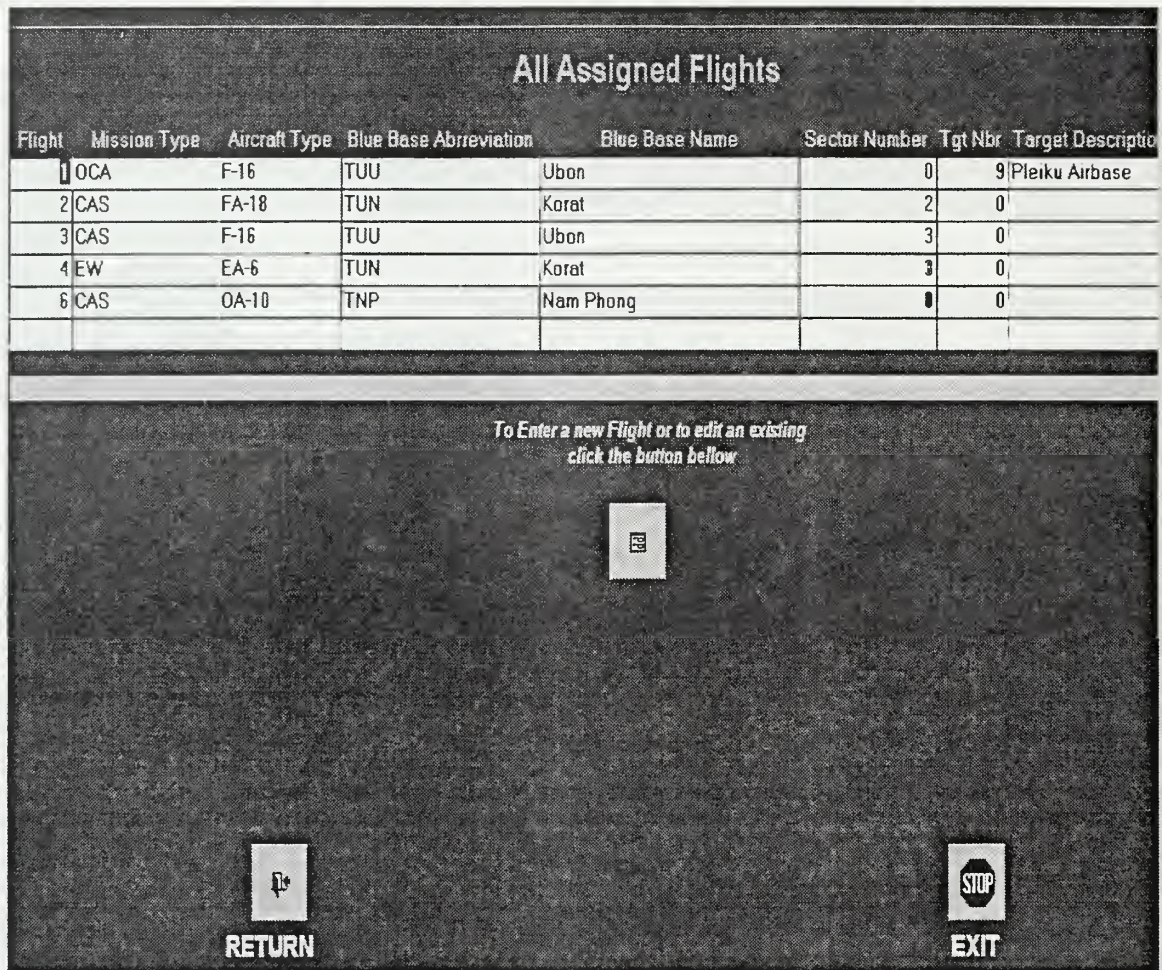 All Assigned Flights
Flight Mission Type Aircraft Type Blue Base Abrreviation Blue Base Name Sector Number Tgt Nbr Target Descriptio
1 OCA F-16 TUU Ubon 0 9 Pleiku Airbase
2 CAS FA-18 TUN Korat 2 0
3 CAS F-16 TUU Ubon 3 0
4 EW EA-6 TUN Korat 3 0
6 CAS OA-10 TNP Nam Phong 0
To Enter a new Flight or to edit an existing
click the button bellow
STOP
RETURN EXIT